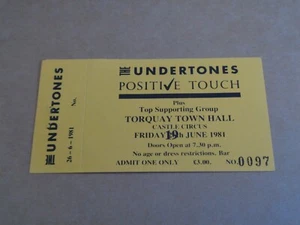 THE UNDERTONES
26 - 6 - 1981
No.
THE UNDERTONES
POSITIVE TOUCH
Plus
Top Supporting Group
TORQUAY TOWN HALL
CASTLE CIRCUS
FRIDAY 19th JUNE 1981
Doors Open at 7.30 p.m.
No age or dress restrictions. Bar
ADMIT ONE ONLY £3.00. NO. 0097